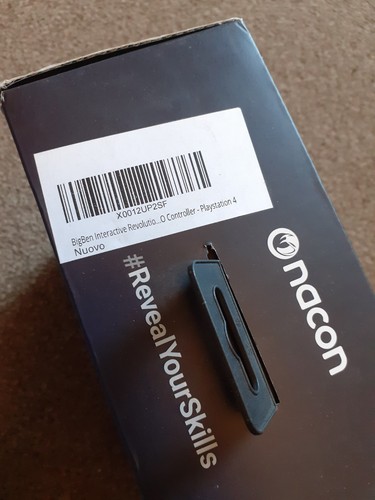 X0012UP2SF
BigBen Interactive Revolutio...O Controller - Playstation 4
Nuovo
nacon
#RevealYourSkills